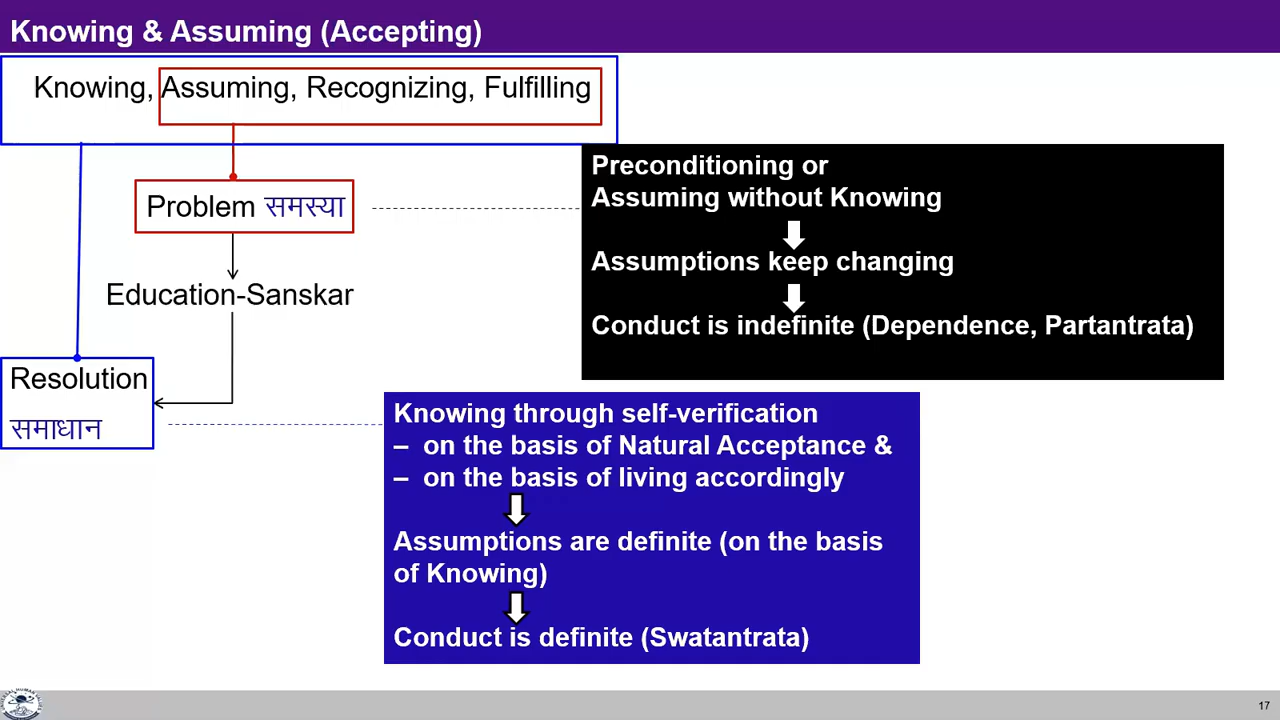 Knowing & Assuming (Accepting)
Knowing, Assuming, Recognizing, Fulfilling
Preconditioning or
Assuming without Knowing
Assumptions keep changing
Conduct is indefinite (Dependence, Partantrata)
Problem समस्या
Education-Sanskar
Resolution
समाधान
Knowing through self-verification
– on the basis of Natural Acceptance &
– on the basis of living accordingly
Assumptions are definite (on the basis
of Knowing)
Conduct is definite (Swatantrata)
17